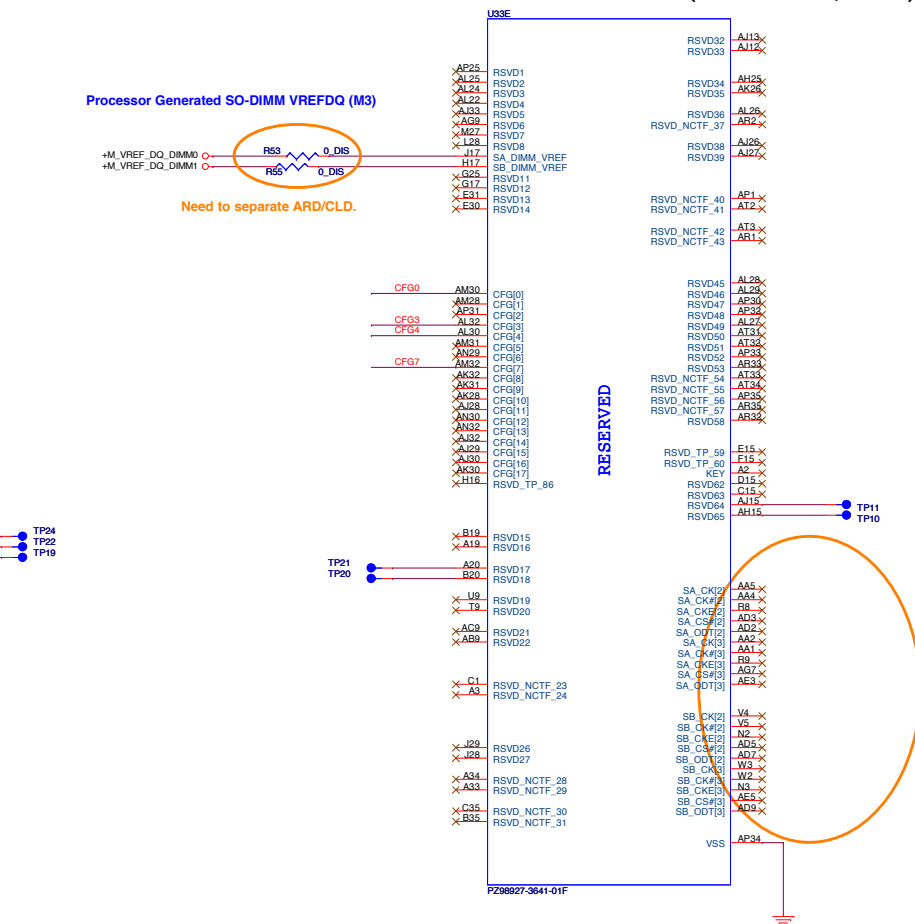 U33E
AJ13 RSVD32
AJ12 RSVD33
AP25 RSVD1
AL25 RSVD2
AL24 RSVD3
AL22 RSVD4
AJ33 RSVD5
AG9 RSVD6
M27 RSVD7
L28 RSVD8
J17 SA_DIMM_VREF
H17 SB_DIMM_VREF
G25 RSVD11
G17 RSVD12
E31 RSVD13
E30 RSVD14
RSVD34 AH25
RSVD35 AK26
RSVD36 AL26
RSVD_NCTF_37 AR2
RSVD38 AJ26
RSVD39 AJ27
RSVD_NCTF_40 AP1
RSVD_NCTF_41 AT2
RSVD_NCTF_42 AT3
RSVD_NCTF_43 AR1
Processor Generated SO-DIMM VREFDQ (M3)
+M_VREF_DQ_DIMM0 R53 0_DIS
+M_VREF_DQ_DIMM1 R55 0_DIS
Need to separate ARD/CLD.
CFG0 AM30 CFG[0]
AM28 CFG[1]
AP31 CFG[2]
CFG3 AL32 CFG[3]
CFG4 AL30 CFG[4]
AM31 CFG[5]
AN29 CFG[6]
CFG7 AM32 CFG[7]
AK32 CFG[8]
AK31 CFG[9]
AK28 CFG[10]
AJ28 CFG[11]
AN30 CFG[12]
AN32 CFG[13]
AJ32 CFG[14]
AJ29 CFG[15]
AJ30 CFG[16]
AK30 CFG[17]
H16 RSVD_TP_86
RSVD45 AL28
RSVD46 AL29
RSVD47 AP30
RSVD48 AP32
RSVD49 AL27
RSVD50 AT31
RSVD51 AT32
RSVD52 AP33
RSVD53 AR33
RSVD_NCTF_54 AT33
RSVD_NCTF_55 AT34
RSVD_NCTF_56 AP35
RSVD_NCTF_57 AR35
RSVD58 AR32
RESERVED
RSVD_TP_59 E15
RSVD_TP_60 F15
KEY A2
RSVD62 D15
RSVD63 C15
RSVD64 AJ15 TP11
RSVD65 AH15 TP10
TP24
TP22
TP19
B19 RSVD15
A19 RSVD16
TP21 A20 RSVD17
TP20 B20 RSVD18
U9 RSVD19
T9 RSVD20
AC9 RSVD21
AB9 RSVD22
C1 RSVD_NCTF_23
A3 RSVD_NCTF_24
J29 RSVD26
J28 RSVD27
A34 RSVD_NCTF_28
A33 RSVD_NCTF_29
C35 RSVD_NCTF_30
B35 RSVD_NCTF_31
SA_CK[2] AA5
SA_CK#[2] AA4
SA_CKE[2] R8
SA_CS#[2] AD3
SA_ODT[2] AD2
SA_CK[3] AA2
SA_CK#[3] AA1
SA_CKE[3] R9
SA_CS#[3] AG7
SA_ODT[3] AE3
SB_CK[2] V4
SB_CK#[2] V5
SB_CKE[2] N2
SB_CS#[2] AD5
SB_ODT[2] AD7
SB_CK[3] W3
SB_CK#[3] W2
SB_CKE[3] N3
SB_CS#[3] AE5
SB_ODT[3] AD9
VSS AP34
PZ98927-3641-01F